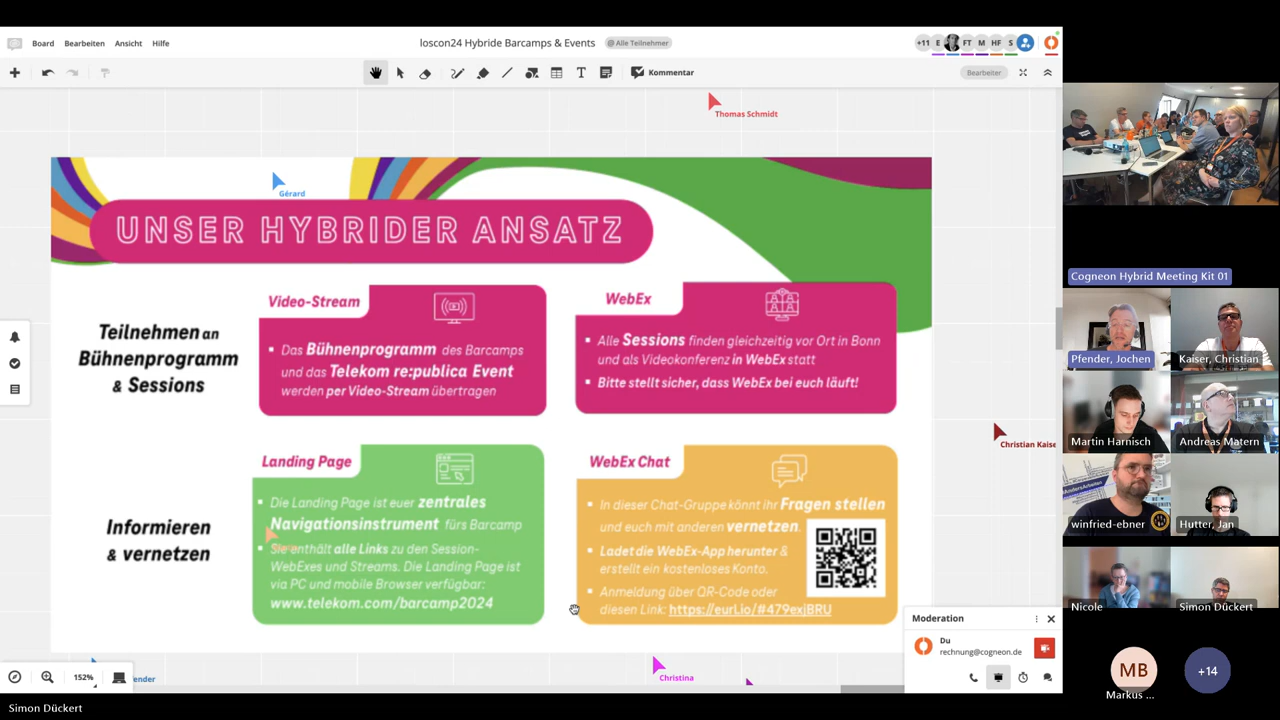 Board Bearbeiten Ansicht Hilfe
loscon24 Hybride Barcamps & Events
@ Alle Teilnehmer
+11 E FT M HF S
T
Kommentar
Bearbeiter
Thomas Schmidt
Gérard
UNSER HYBRIDER ANSATZ
Teilnehmen an
Bühnenprogramm
& Sessions
Video-Stream
▪ Das Bühnenprogramm des Barcamps
und das Telekom re:publica Event
werden per Video-Stream übertragen
WebEx
▪ Alle Sessions finden gleichzeitig vor Ort in Bonn
und als Videokonferenz in WebEx statt
▪ Bitte stellt sicher, dass WebEx bei euch läuft!
Christian Kaise
Informieren
& vernetzen
Landing Page
▪ Die Landing Page ist euer zentrales
Navigationsinstrument fürs Barcamp
▪ Sie enthält alle Links zu den Session-
WebExes und Streams. Die Landing Page ist
via PC und mobile Browser verfügbar:
www.telekom.com/barcamp2024
WebEx Chat
▪ In dieser Chat-Gruppe könnt ihr Fragen stellen
und euch mit anderen vernetzen.
▪ Ladet die WebEx-App herunter &
erstellt ein kostenloses Konto.
▪ Anmeldung über QR-Code oder
diesen Link: https://eurl.io/#479exjBRU
Christina
ender
152%
Moderation
Du
rechnung@cogneon.de
Simon Dückert
Cogneon Hybrid Meeting Kit 01
Pfender, Jochen
Kaiser, Christian
Martin Harnisch
Andreas Matern
winfried-ebner
Hutter, Jan
Nicole
Simon Dückert
MB
Markus ...
+14